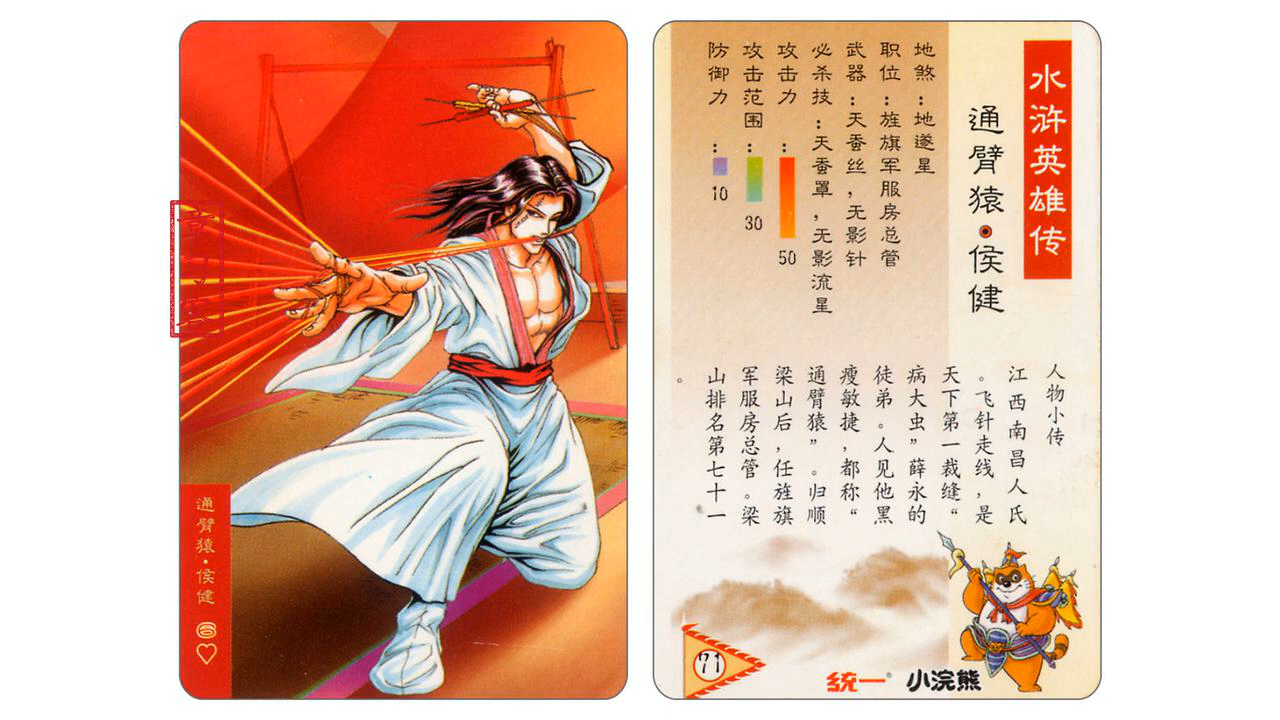 通臂猿·侯健
水浒英雄传
通臂猿·侯健
地煞:地遂星
职位:旌旗军服房总管
武器:天蚕丝,无影针
必杀技:天蚕罩,无影流星
攻击力:50
攻击范围:30
防御力:10
人物小传
江西南昌人氏
。飞针走线,是
天下第一裁缝“
病大虫”薛永的
徒弟。人见他黑
瘦敏捷,都称“
通臂猿”。归顺
梁山后,任旌旗
军服房总管。梁
山排名第七十一
。
71
統一 小浣熊